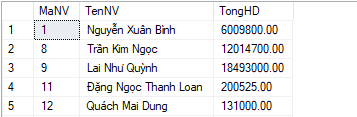 MaNV TenNV TongHD
1 1 Nguyễn Xuân Bình 6009800.00
2 8 Trần Kim Ngọc 12014700.00
3 9 Lai Như Quỳnh 18493000.00
4 11 Đặng Ngọc Thanh Loan 200525.00
5 12 Quách Mai Dung 131000.00